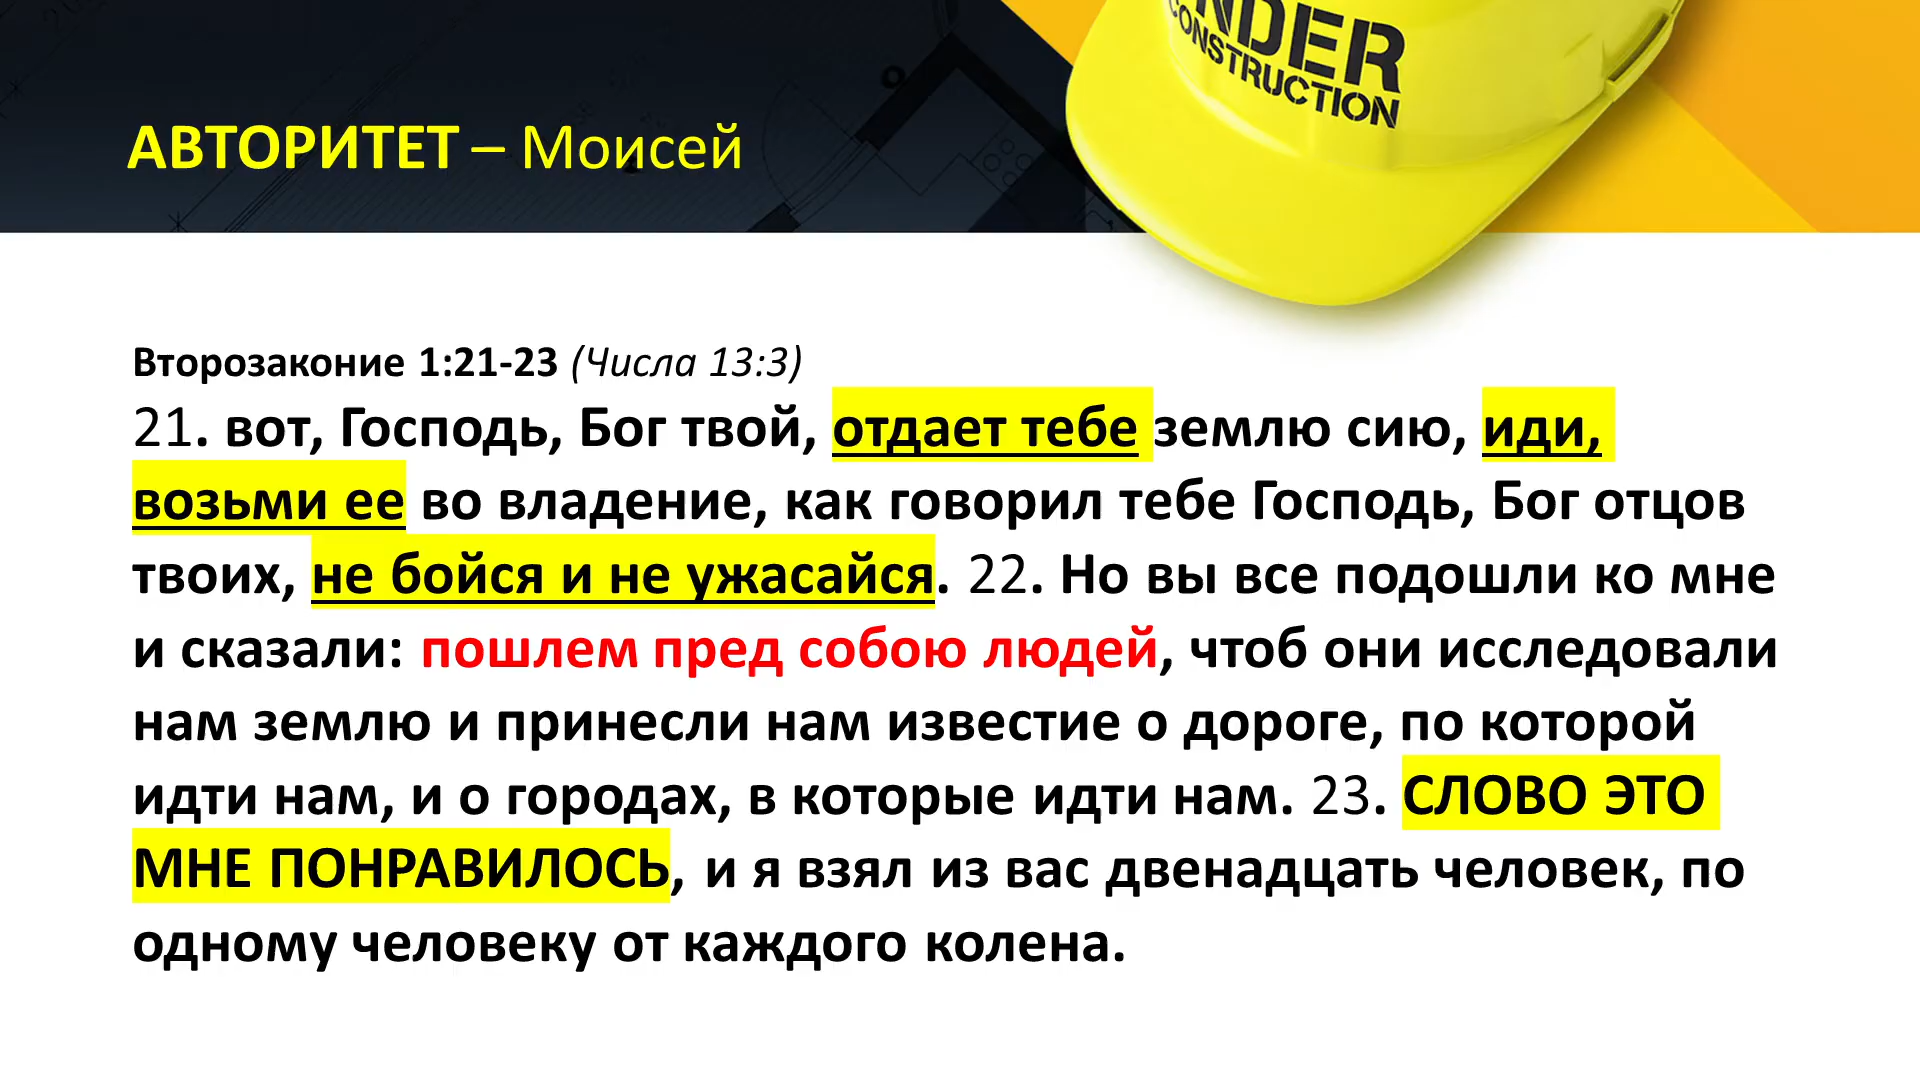 NDER
CONSTRUCTION
АВТОРИТЕТ – Моисей
Второзаконие 1:21-23 (Числа 13:3)
21. вот, Господь, Бог твой, отдает тебе землю сию, иди,
возьми ее во владение, как говорил тебе Господь, Бог отцов
твоих, не бойся и не ужасайся. 22. Но вы все подошли ко мне
и сказали: пошлем пред собою людей, чтоб они исследовали
нам землю и принесли нам известие о дороге, по которой
идти нам, и о городах, в которые идти нам. 23. СЛОВО ЭТО
МНЕ ПОНРАВИЛОСЬ, и я взял из вас двенадцать человек, по
одному человеку от каждого колена.